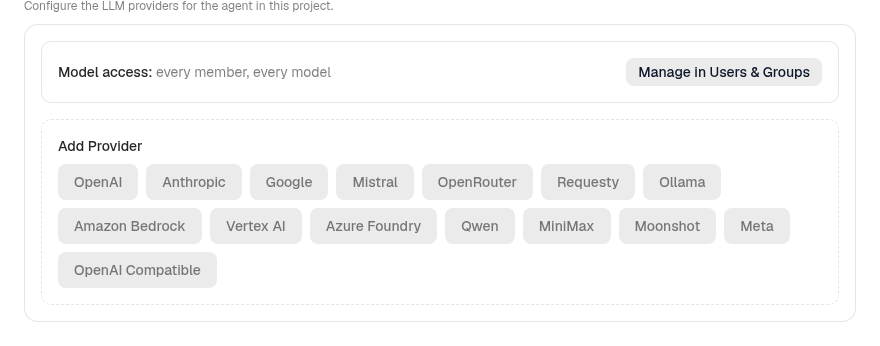 Configure the LLM providers for the agent in this project.
Model access: every member, every model
Manage in Users & Groups
Add Provider
OpenAI Anthropic Google Mistral OpenRouter Requesty Ollama
Amazon Bedrock Vertex AI Azure Foundry Qwen MiniMax Moonshot Meta
OpenAI Compatible